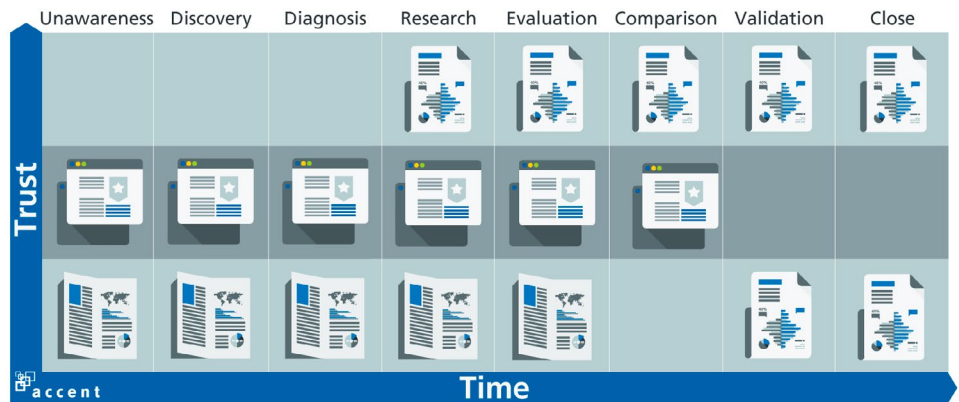 Unawareness Discovery Diagnosis Research Evaluation Comparison Validation Close
Trust
Time
accent